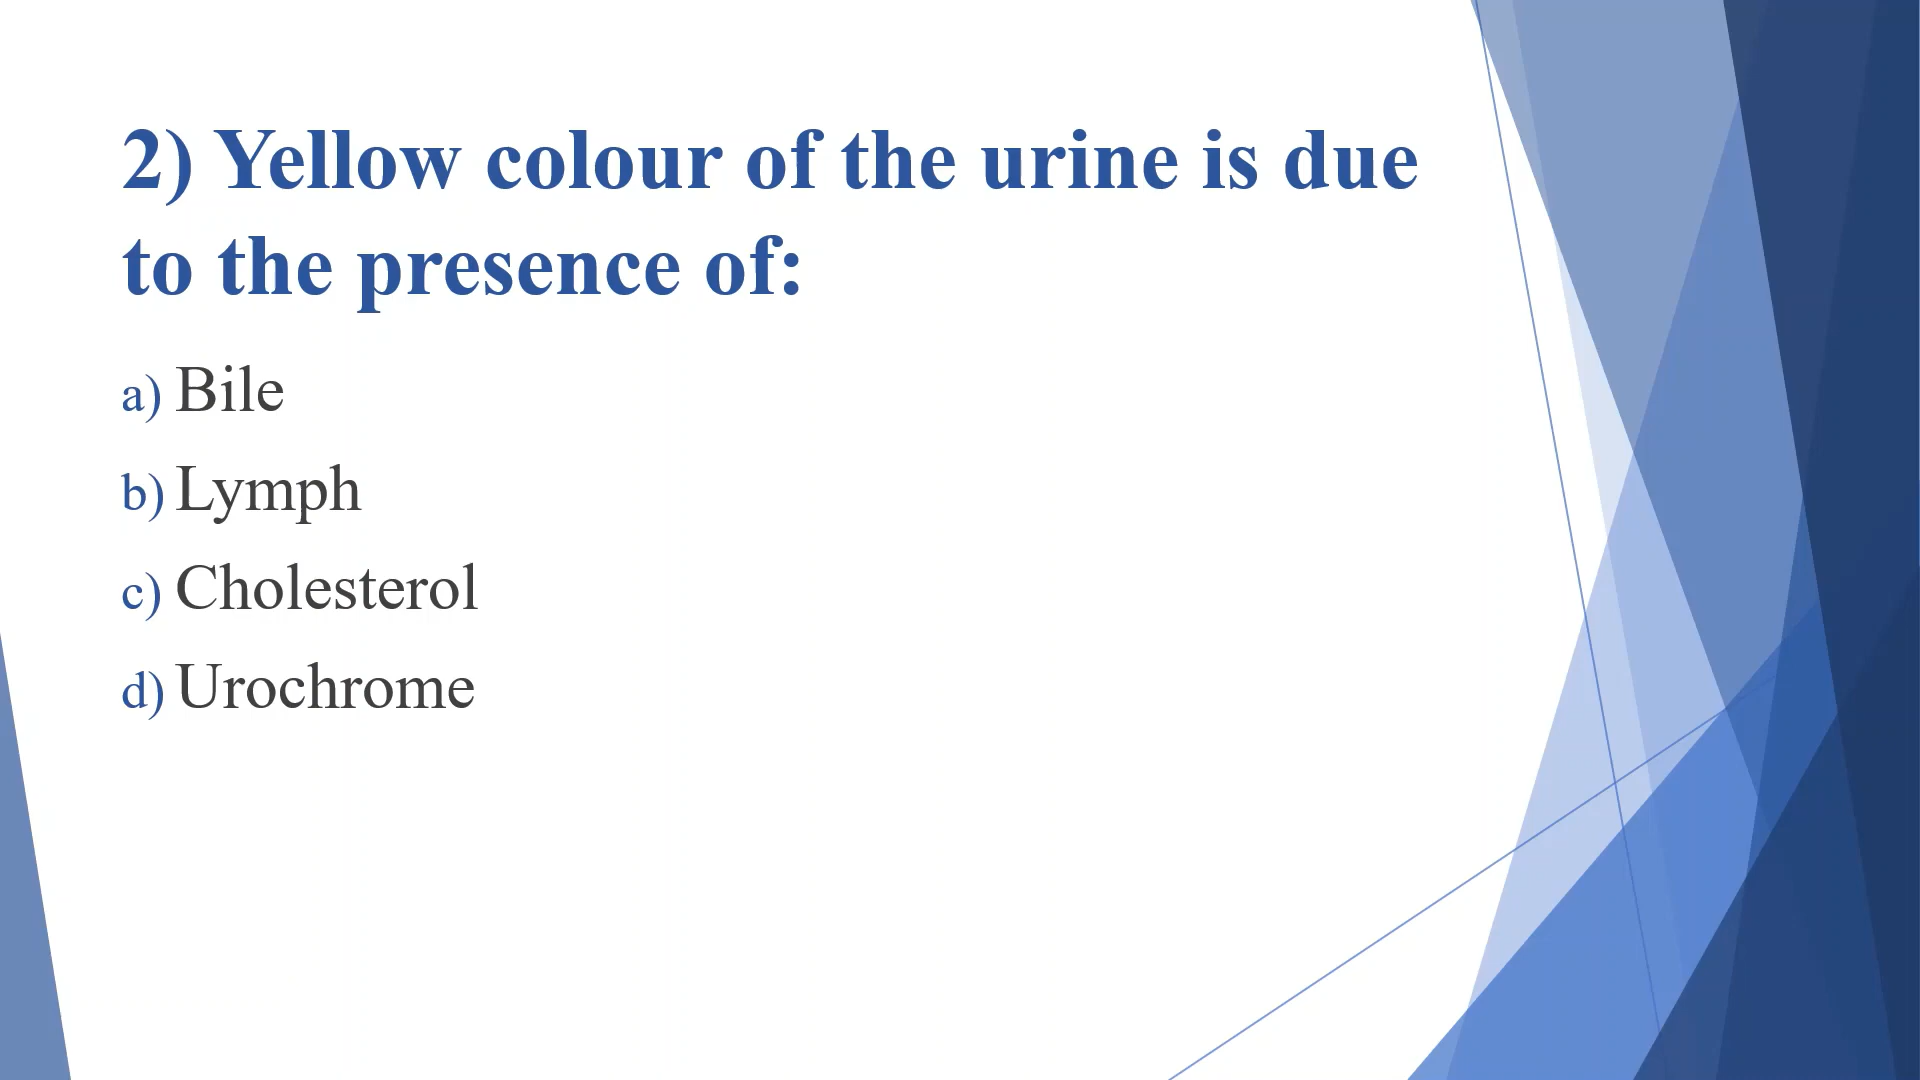 2) Yellow colour of the urine is due
to the presence of:
a) Bile
b) Lymph
c) Cholesterol
d) Urochrome